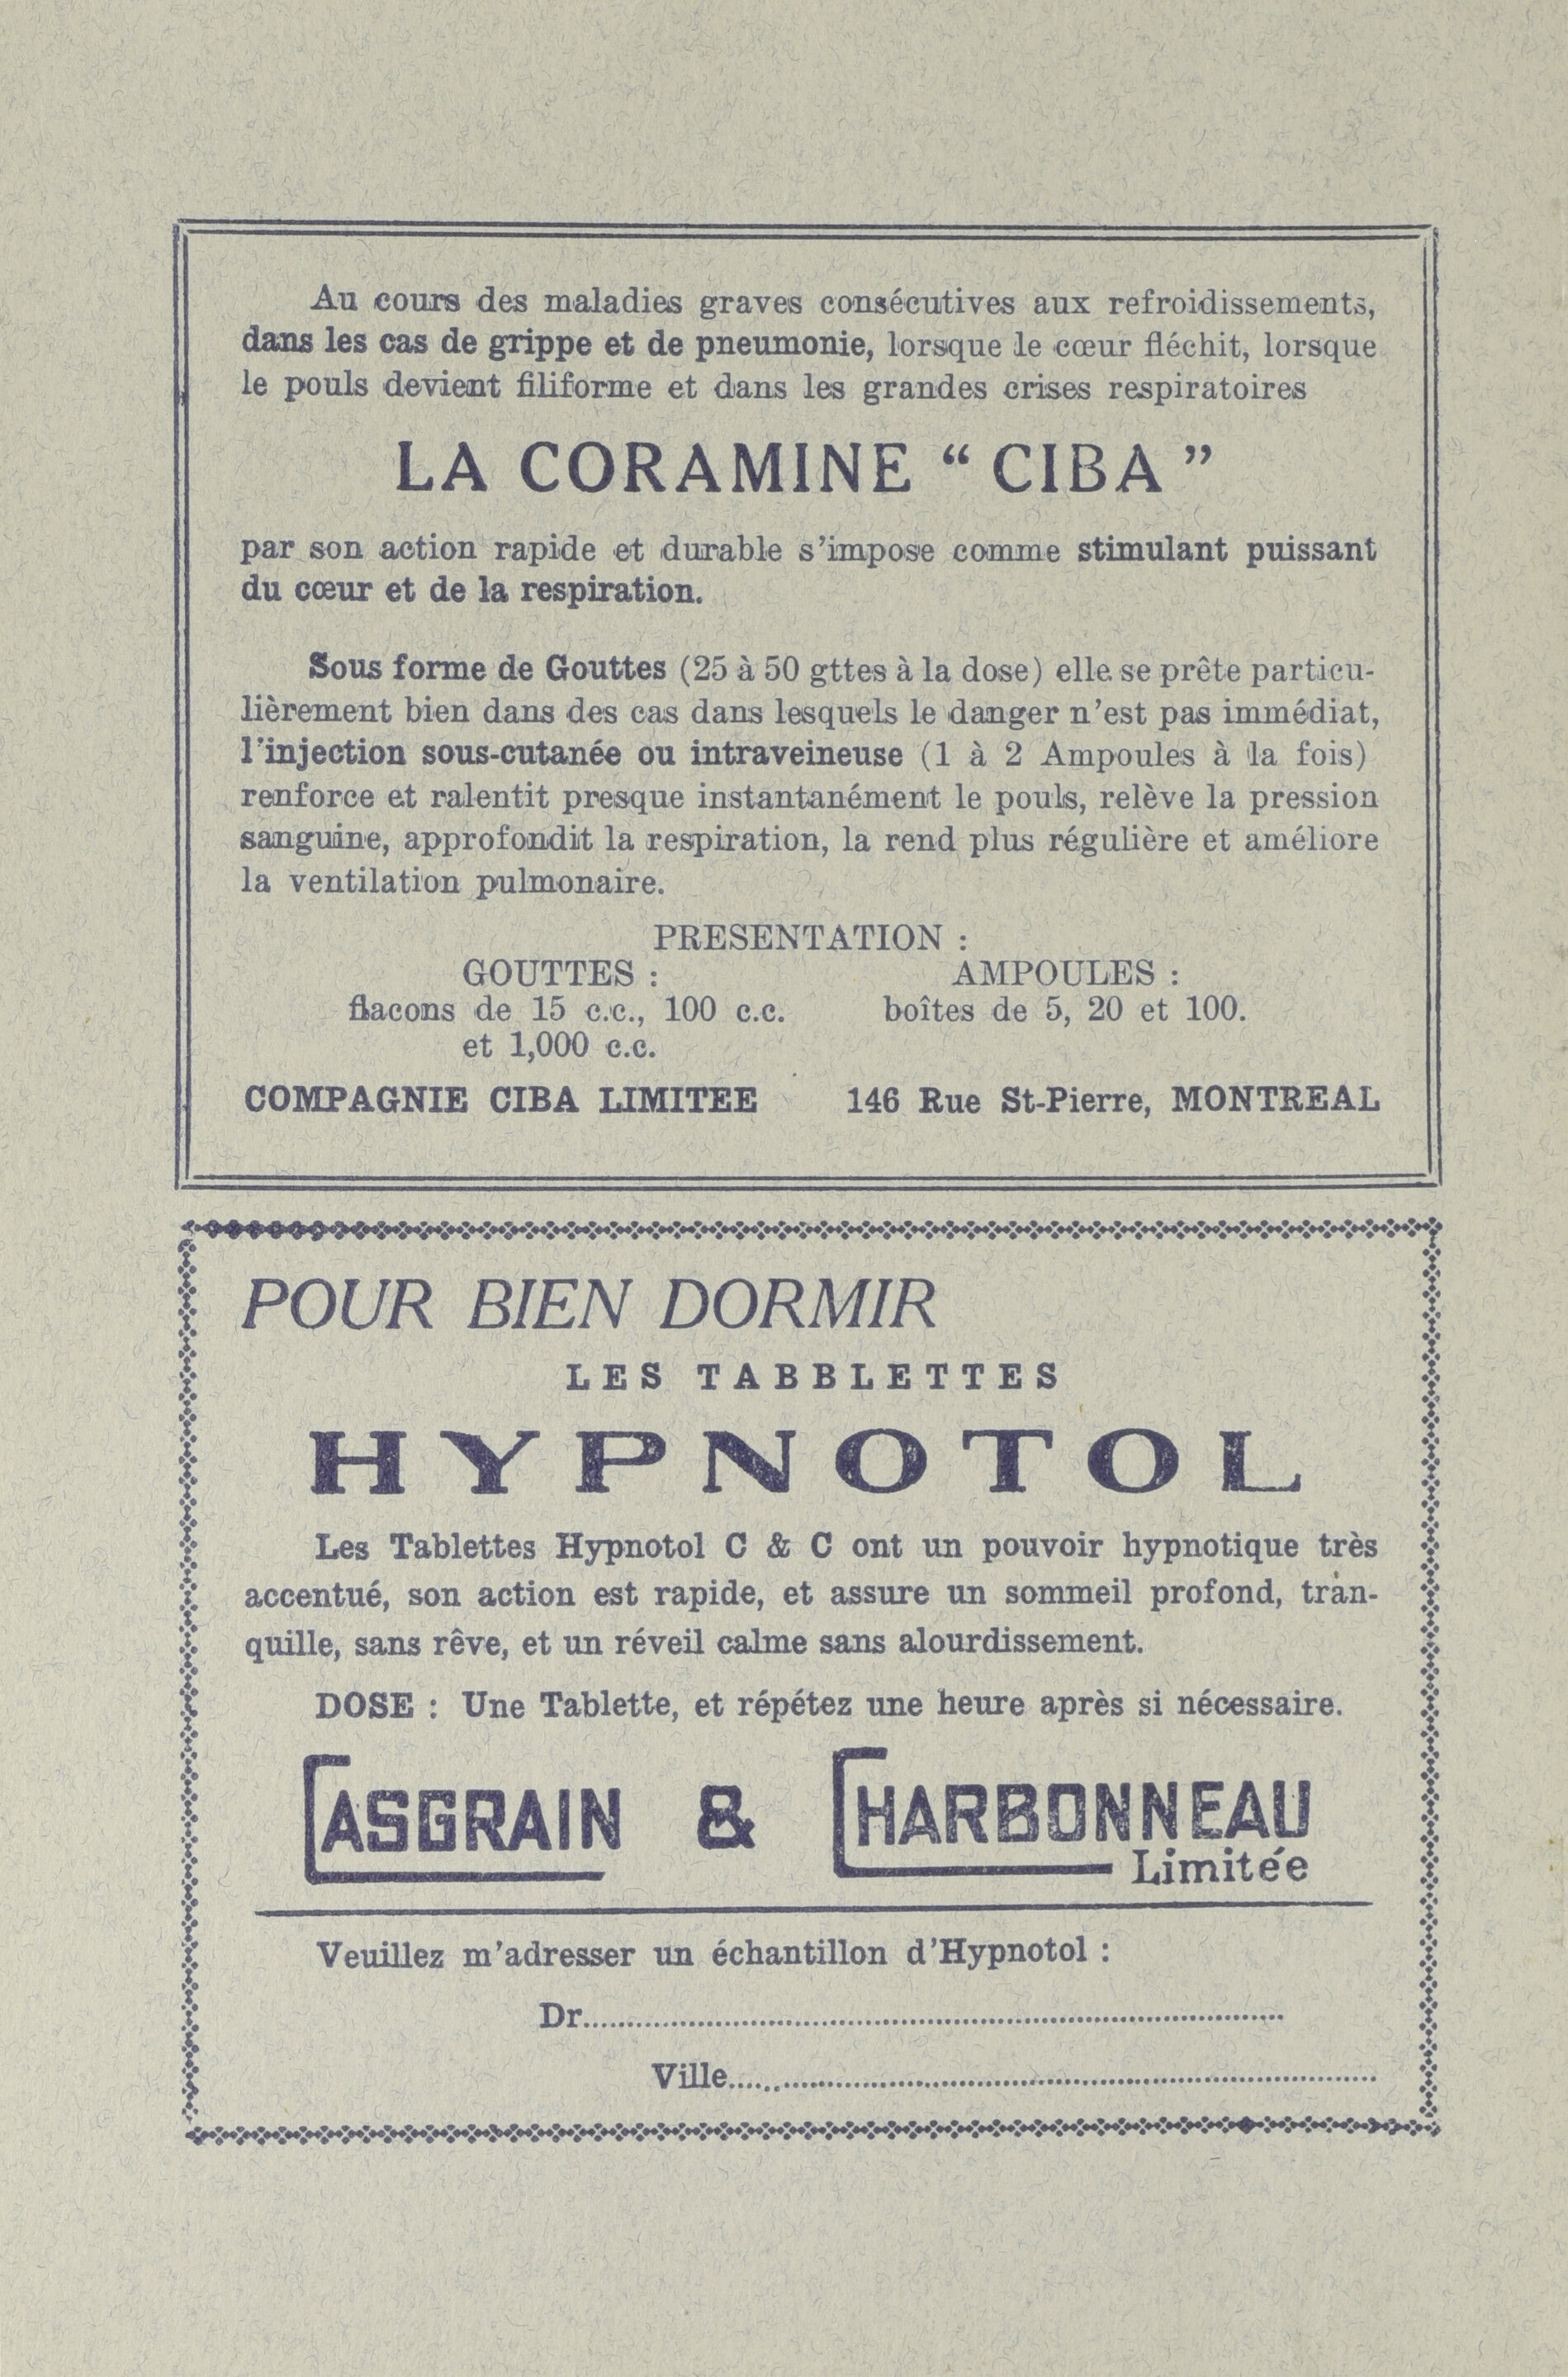 Au cours des maladies graves consécutives aux refroidissements,
dans les cas de grippe et de pneumonie, lorsque le cœur fléchit, lorsque
le pouls devient filiforme et dans les grandes crises respiratoires
LA CORAMINE “ CIBA ”
par son action rapide et durable s’impose comme stimulant puissant
du cœur et de la respiration.
Sous forme de Gouttes (25 à 50 gttes à la dose) elle se prête particu-
lièrement bien dans des cas dans lesquels le danger n’est pas immédiat,
l’injection sous-cutanée ou intraveineuse (1 à 2 Ampoules à la fois)
renforce et ralentit presque instantanément le pouls, relève la pression
sanguine, approfondit la respiration, la rend plus régulière et améliore
la ventilation pulmonaire.
PRESENTATION :
GOUTTES :
flacons de 15 c.c., 100 c.c.
et 1,000 c.c.
AMPOULES :
boîtes de 5, 20 et 100.
COMPAGNIE CIBA LIMITEE 146 Rue St-Pierre, MONTREAL
POUR BIEN DORMIR
LES TABBLETTES
HYPNOTOL
Les Tablettes Hypnotol C & C ont un pouvoir hypnotique très
accentué, son action est rapide, et assure un sommeil profond, tran-
quille, sans rêve, et un réveil calme sans alourdissement.
DOSE : Une Tablette, et répétez une heure après si nécessaire.
CASGRAIN & CHARBONNEAU
Limitée
Veuillez m’adresser un échantillon d’Hypnotol :
Dr..............................
Ville..............................